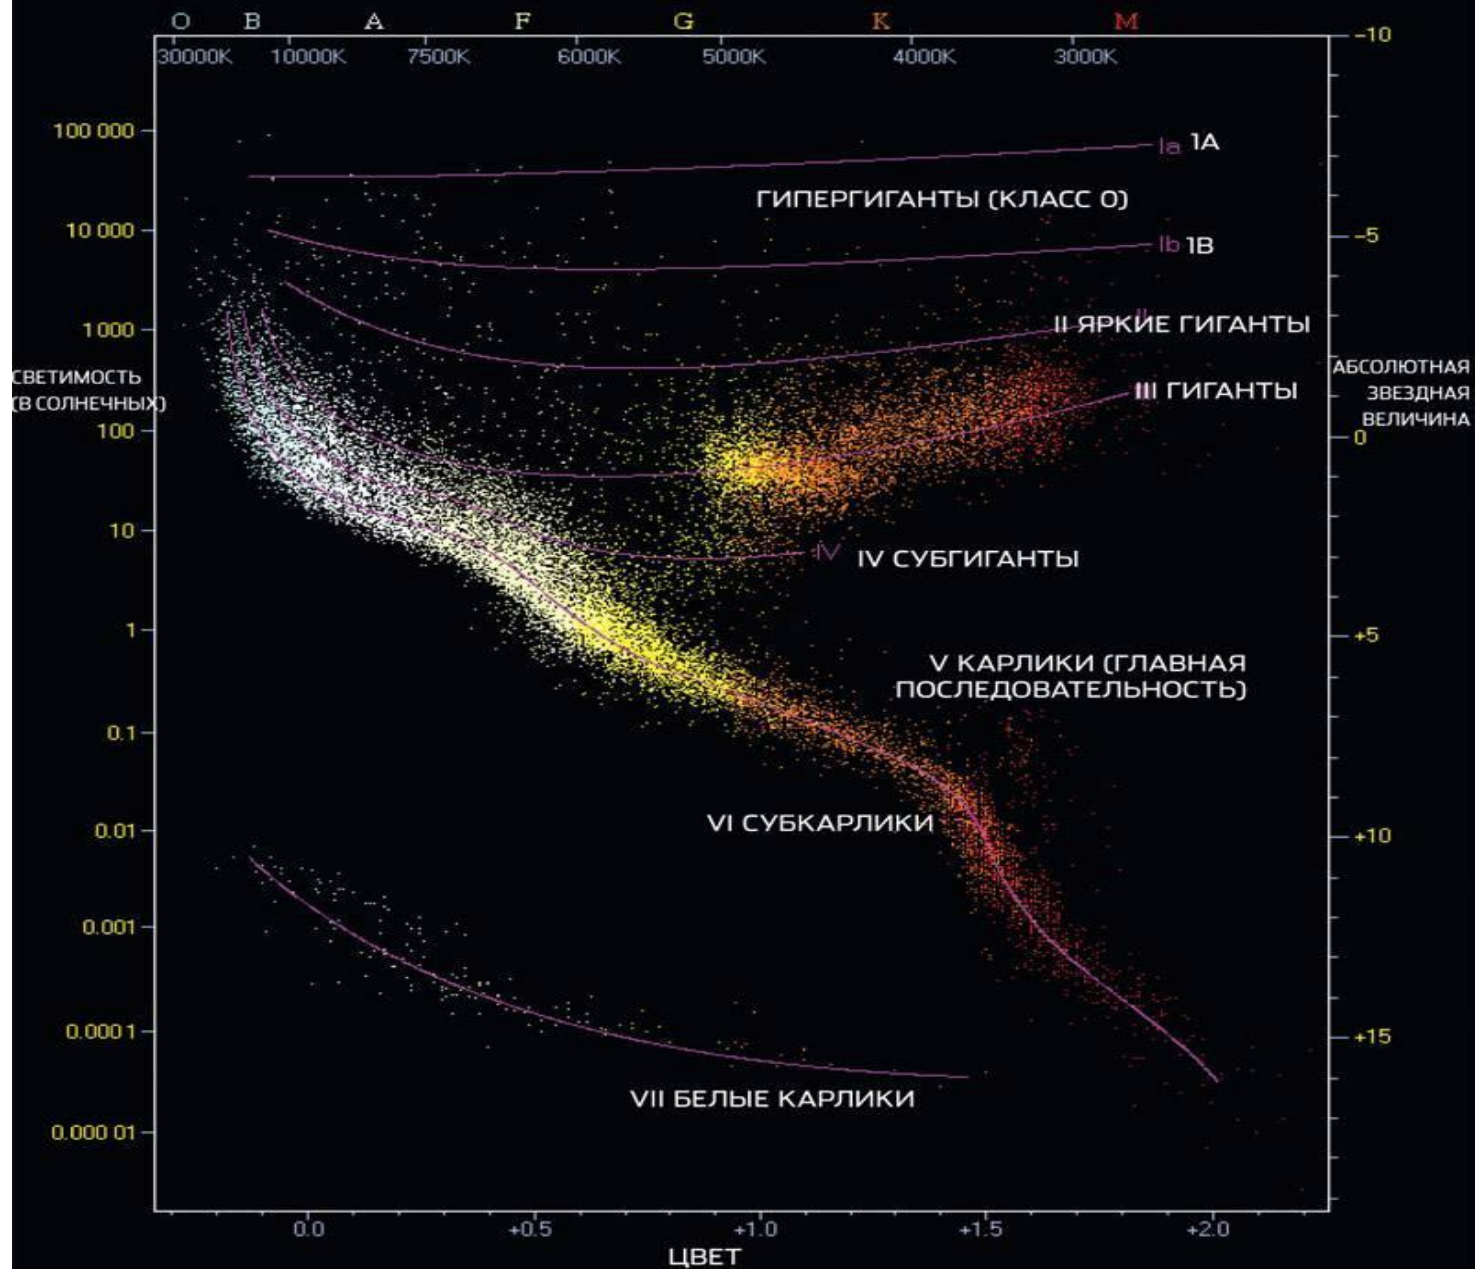 O B A F G K M
30000K 10000K 7500K 6000K 5000K 4000K 3000K
-10
100 000
Ia 1A
ГИПЕРГИГАНТЫ (КЛАСС 0)
10 000
Ib 1B
-5
1 000
II ЯРКИЕ ГИГАНТЫ
II
СВЕТИМОСТЬ
(В СОЛНЕЧНЫХ)
АБСОЛЮТНАЯ
ЗВЕЗДНАЯ
ВЕЛИЧИНА
III ГИГАНТЫ
100
0
10
IV IV СУБГИГАНТЫ
1
+5
V КАРЛИКИ (ГЛАВНАЯ
ПОСЛЕДОВАТЕЛЬНОСТЬ)
0.1
VI СУБКАРЛИКИ
0.01
+10
0.001
0.0001
+15
VII БЕЛЫЕ КАРЛИКИ
0.000 01
0.0 +0.5 +1.0 +1.5 +2.0
ЦВЕТ